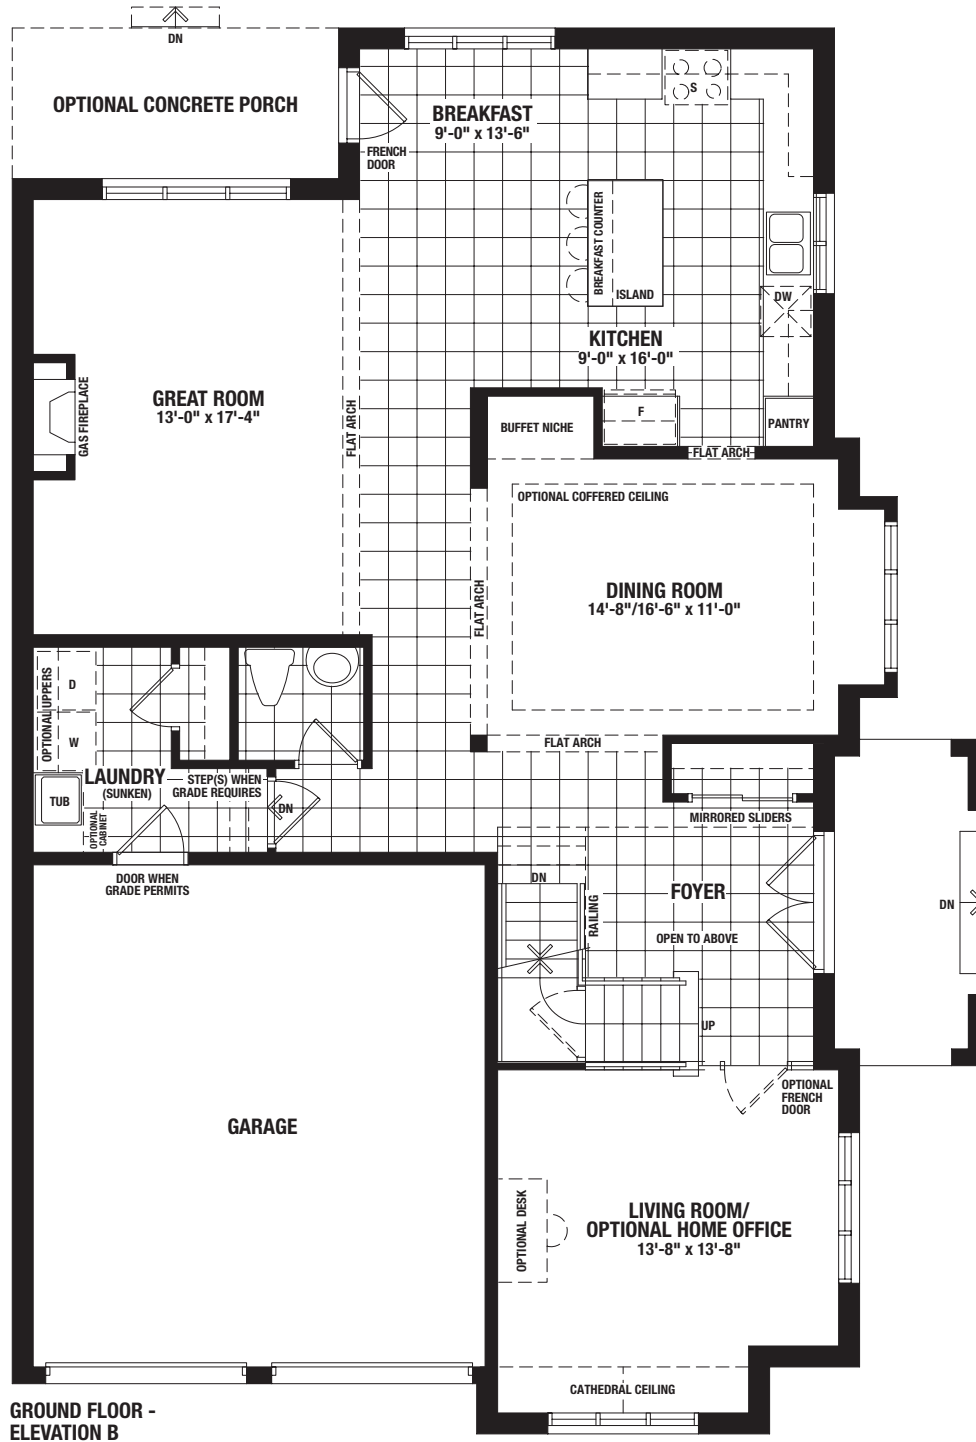 DN
OPTIONAL CONCRETE PORCH
BREAKFAST
9'-0" x 13'-6"
FRENCH
DOOR
S
BREAKFAST COUNTER
ISLAND
DW
KITCHEN
9'-0" x 16'-0"
GREAT ROOM
13'-0" x 17'-4"
GAS FIREPLACE
FLAT ARCH
F
BUFFET NICHE
PANTRY
FLAT ARCH
OPTIONAL COFFERED CEILING
DINING ROOM
14'-8"/16'-6" x 11'-0"
FLAT ARCH
FLAT ARCH
OPTIONAL UPPERS
D
W
LAUNDRY
(SUNKEN)
STEP(S) WHEN
GRADE REQUIRES
DN
TUB
OPTIONAL
CABINET
MIRRORED SLIDERS
DOOR WHEN
GRADE PERMITS
DN
RAILING
FOYER
OPEN TO ABOVE
DN
UP
OPTIONAL
FRENCH
DOOR
GARAGE
OPTIONAL DESK
LIVING ROOM/
OPTIONAL HOME OFFICE
13'-8" x 13'-8"
CATHEDRAL CEILING
GROUND FLOOR -
ELEVATION B